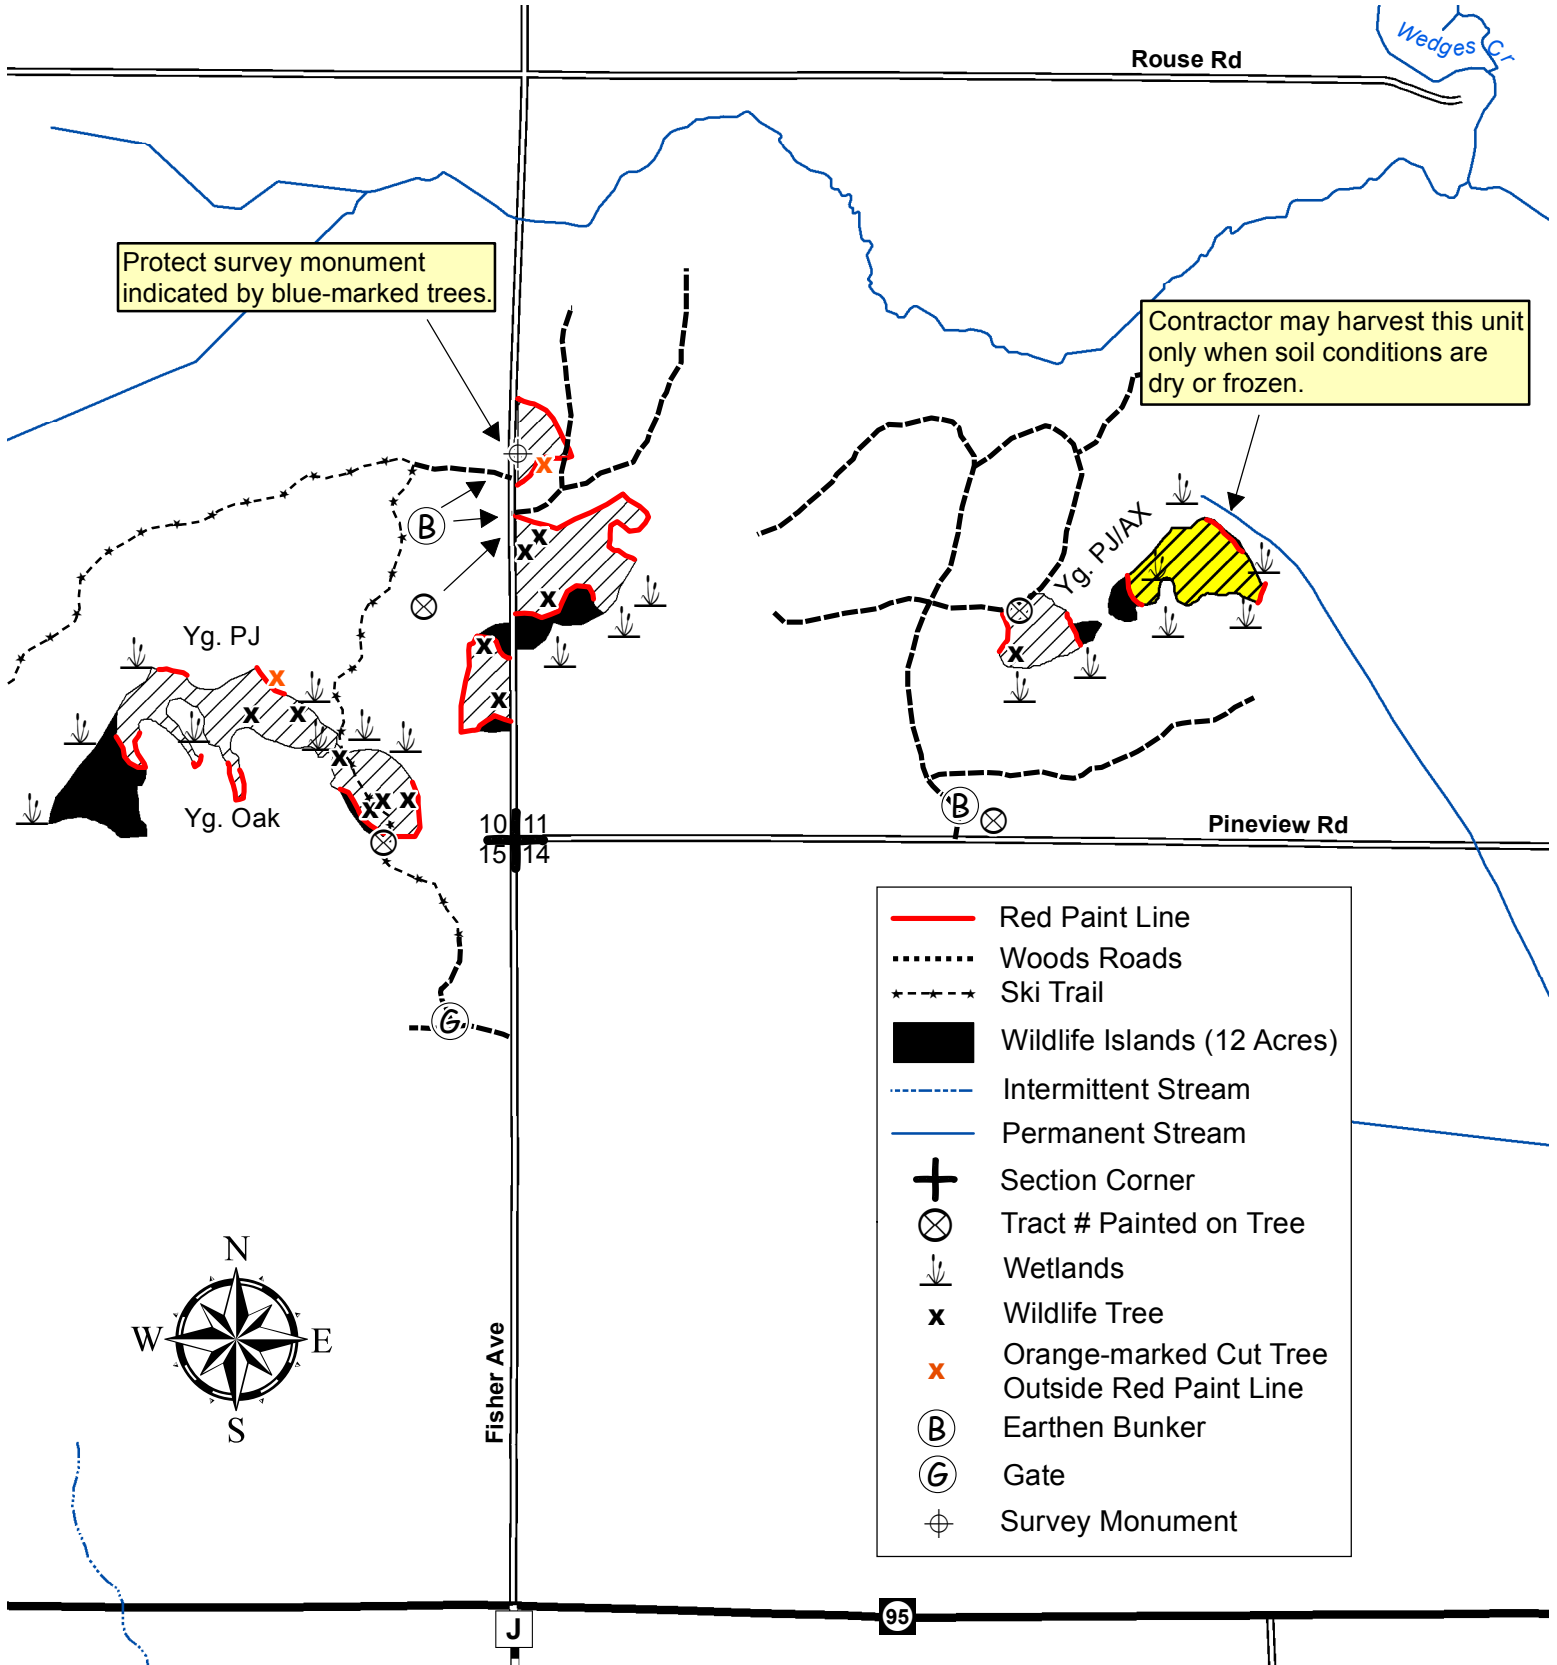 Wedges Cr
Rouse Rd
Protect survey monument
indicated by blue-marked trees.
Contractor may harvest this unit
only when soil conditions are
dry or frozen.
B
Yg. PJ/AX
Yg. PJ
Yg. Oak
B
10 11
15 14
Pineview Rd
G
Red Paint Line
Woods Roads
Ski Trail
Wildlife Islands (12 Acres)
Intermittent Stream
Permanent Stream
Section Corner
Tract # Painted on Tree
Wetlands
x Wildlife Tree
x Orange-marked Cut Tree
Outside Red Paint Line
B Earthen Bunker
G Gate
Survey Monument
N
W E
S
Fisher Ave
95
J